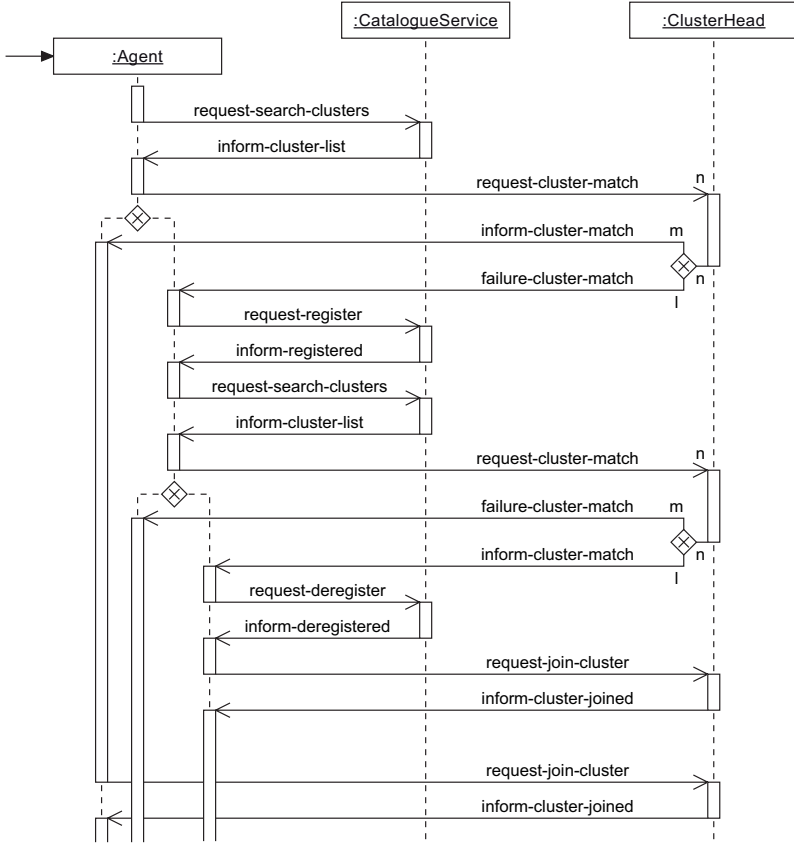 :CatalogueService
:ClusterHead
:Agent
request-search-clusters
inform-cluster-list
request-cluster-match
n
inform-cluster-match
m
n
failure-cluster-match
l
request-register
inform-registered
request-search-clusters
inform-cluster-list
request-cluster-match
n
failure-cluster-match
m
n
inform-cluster-match
l
request-deregister
inform-deregistered
request-join-cluster
inform-cluster-joined
request-join-cluster
inform-cluster-joined